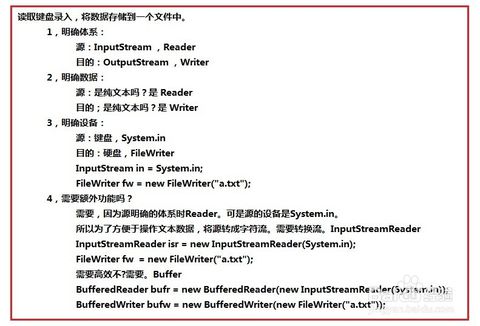 读取键盘录入，将数据存储到一个文件中。
1，明确体系：
源：InputStream ，Reader
目的：OutputStream ，Writer
2，明确数据：
源：是纯文本吗？是 Reader
目的；是纯文本吗？是 Writer
3，明确设备：
源：键盘，System.in
目的：硬盘，FileWriter
InputStream in = System.in;
FileWriter fw = new FileWriter("a.txt");
4，需要额外功能吗？
需要，因为源明确的体系时Reader。可是源的设备是System.in。
所以为了方便于操作文本数据，将源转成字符流。需要转换流。InputStreamReader
InputStreamReader isr = new InputStreamReader(System.in);
FileWriter fw  = new FileWriter("a.txt");
需要高效不?需要。Buffer
BufferedReader bufr = new BufferedReader(new InputStreamReader(System.in));
BufferedWriter bufw = new BufferedWriter(new FileWriter("a.txt"));